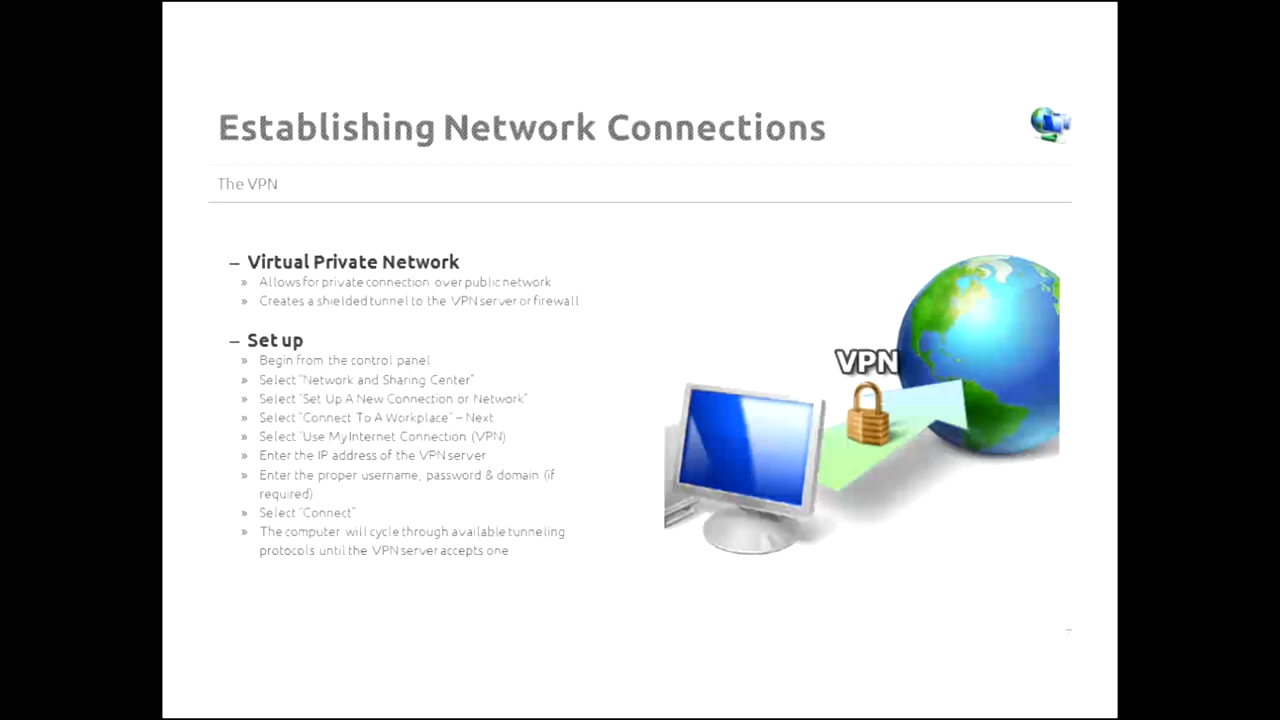 Establishing Network Connections
The VPN
– Virtual Private Network
» Allows for private connection over public network
» Creates a shielded tunnel to the VPN server or firewall
– Set up
» Begin from the control panel
» Select "Network and Sharing Center"
» Select "Set Up A New Connection or Network"
» Select "Connect To A Workplace" – Next
» Select "Use My Internet Connection (VPN)
» Enter the IP address of the VPN server
» Enter the proper username, password & domain (if
required)
» Select "Connect"
» The computer will cycle through available tunneling
protocols until the VPN server accepts one
VPN